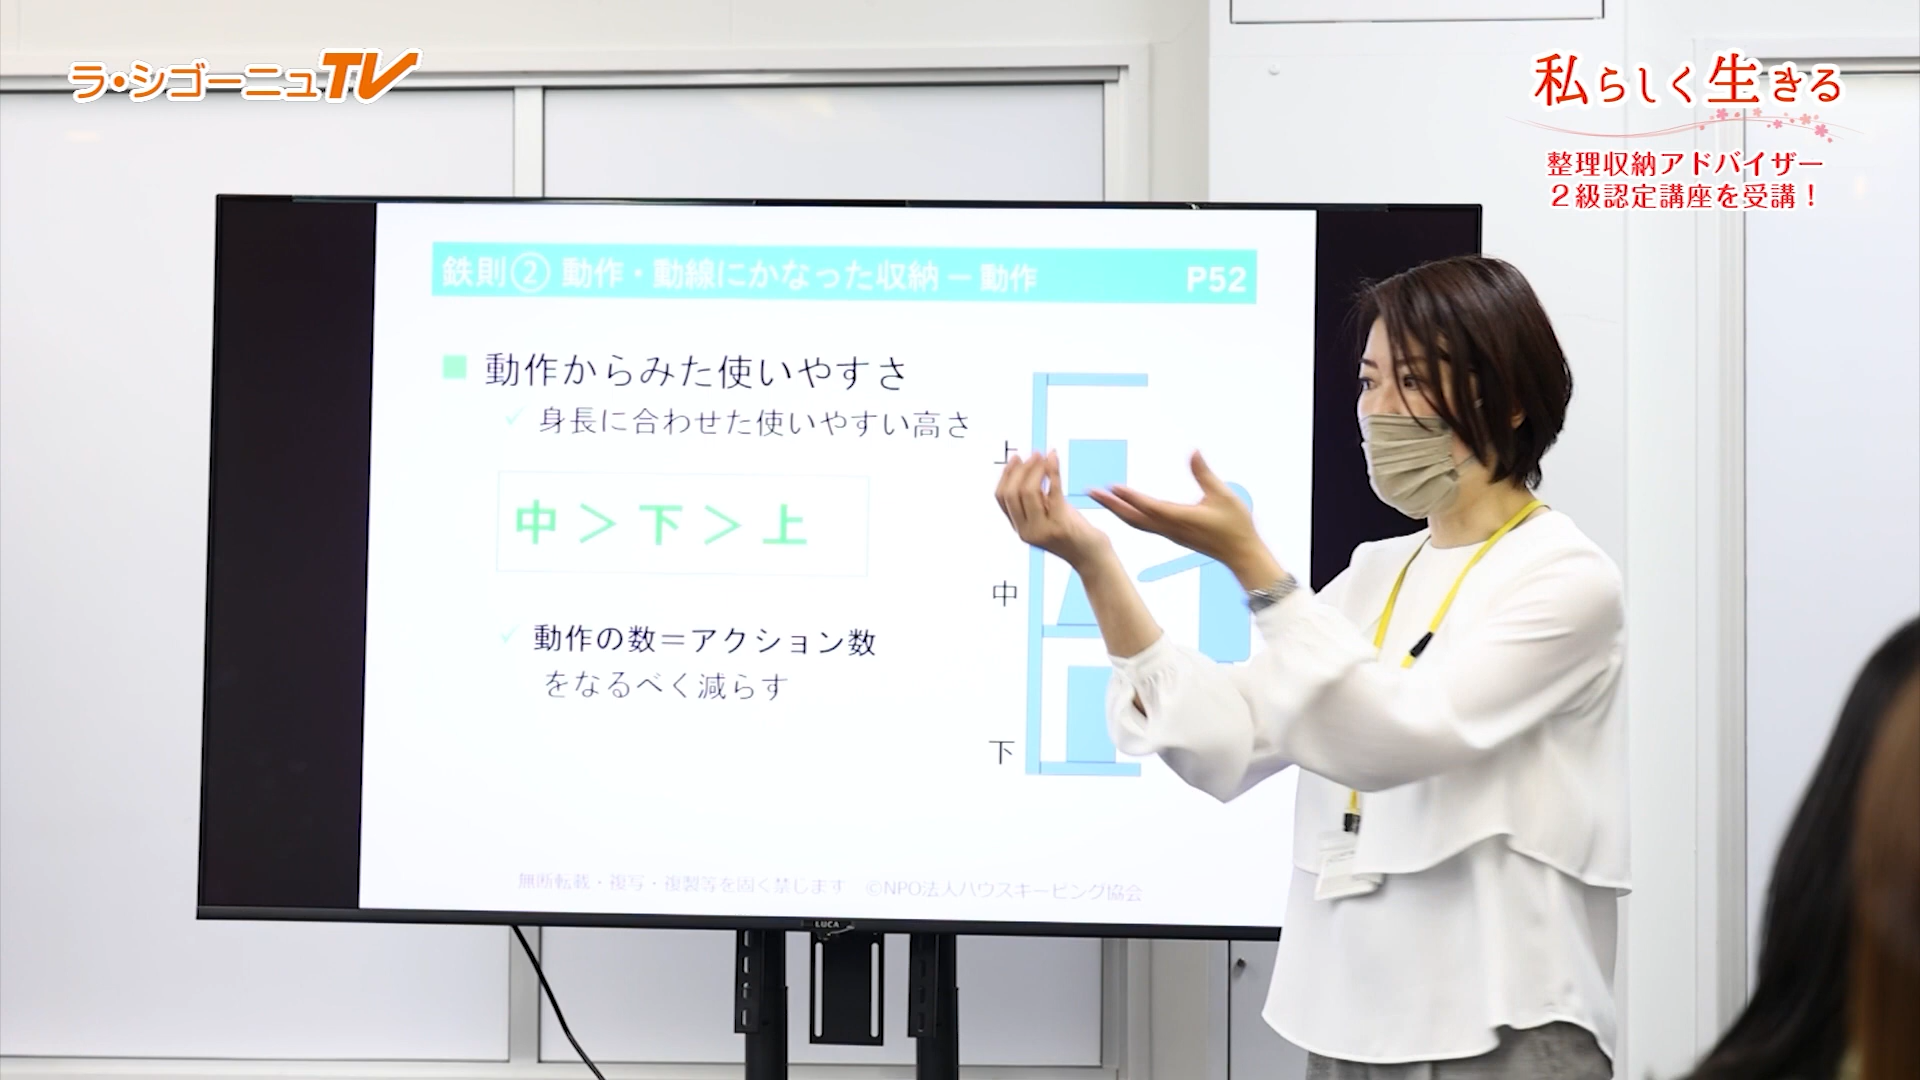 ラ・シゴーニュTV
私らしく生きる
整理収納アドバイザー
２級認定講座を受講！
鉄則② 動作・動線にかなった収納 － 動作 P52
■ 動作からみた使いやすさ
✓ 身長に合わせた使いやすい高さ
中＞下＞上
✓ 動作の数＝アクション数
をなるべく減らす
上
中
下
無断転載・複写・複製等を固く禁じます ©NPO法人ハウスキーピング協会
LUCA